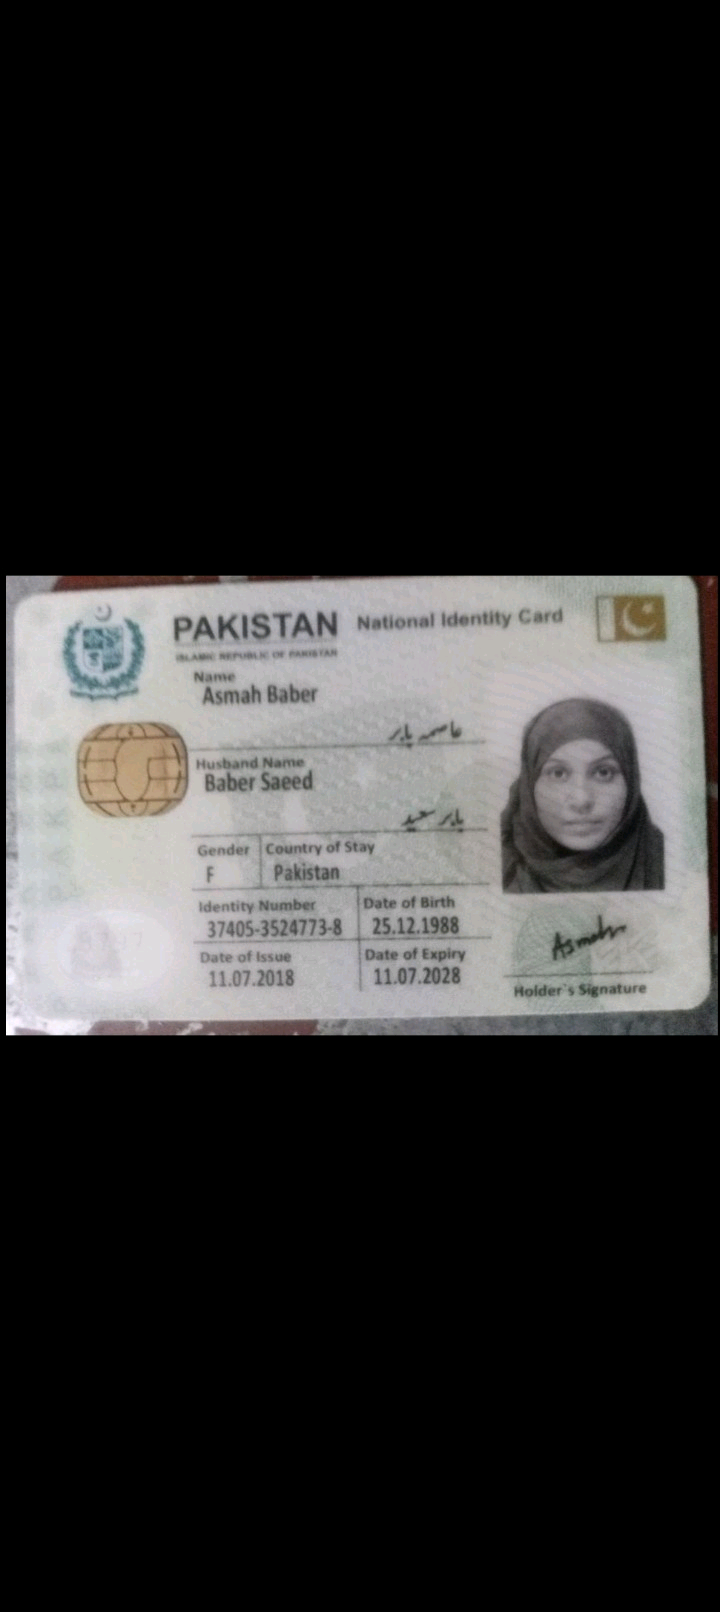 PAKISTAN National Identity Card
ISLAMIC REPUBLIC OF PAKISTAN
Name
Asmah Baber
عاصمہ بابر
Husband Name
Baber Saeed
بابر سعید
Gender Country of Stay
F Pakistan
Identity Number Date of Birth
37405-3524773-8 25.12.1988
Date of Issue Date of Expiry
11.07.2018 11.07.2028
Asmah
Holder`s Signature